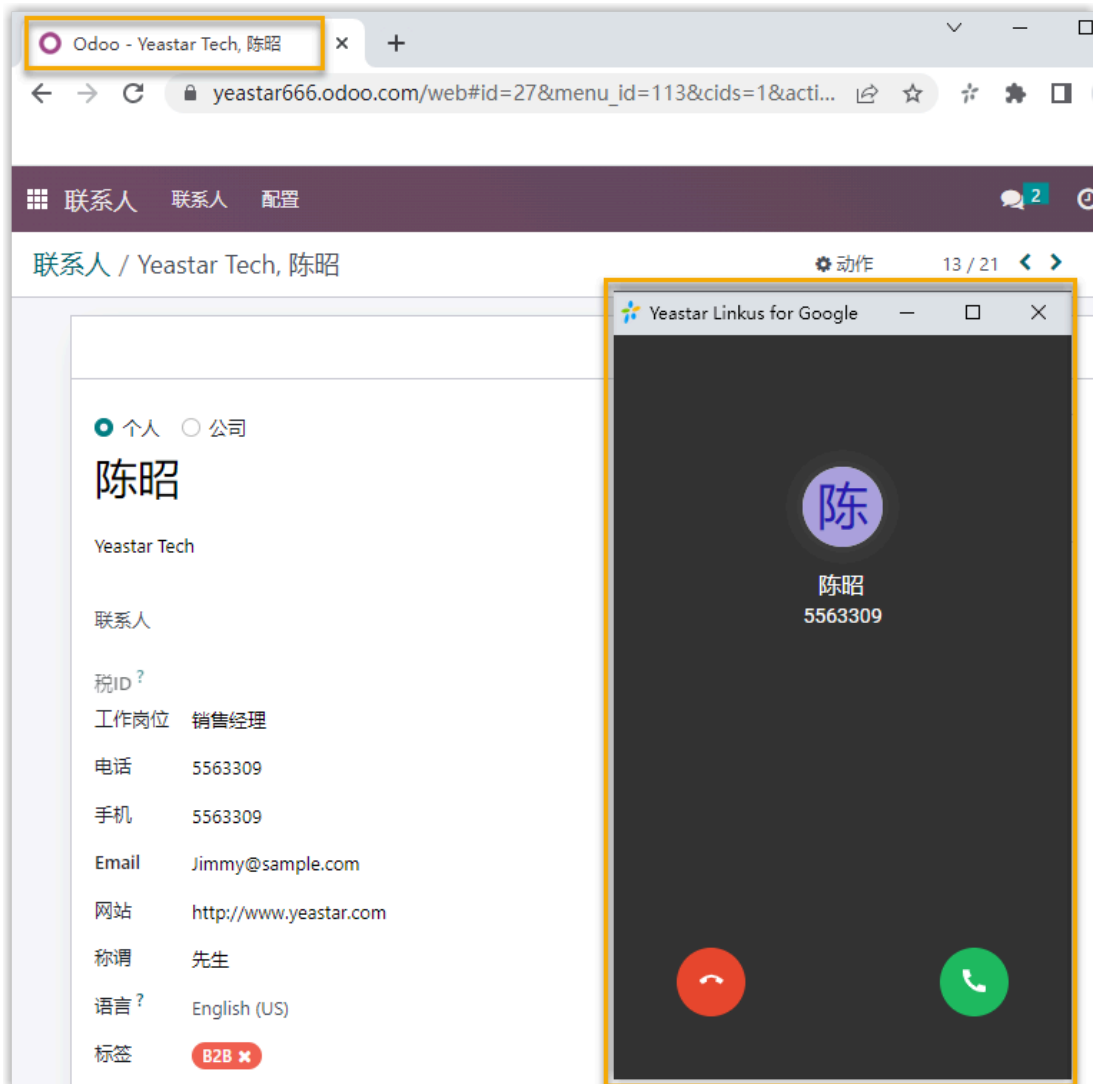 Odoo - Yeastar Tech, 陈昭
yeastar666.odoo.com/web#id=27&menu_id=113&cids=1&acti...
联系人 联系人 配置 2
联系人 / Yeastar Tech, 陈昭 动作 13 / 21
Yeastar Linkus for Google
个人 公司
陈昭
Yeastar Tech
联系人
税ID ?
工作岗位 销售经理
电话 5563309
手机 5563309
Email Jimmy@sample.com
网站 http://www.yeastar.com
称谓 先生
语言 ? English (US)
标签 B2B
陈
陈昭
5563309